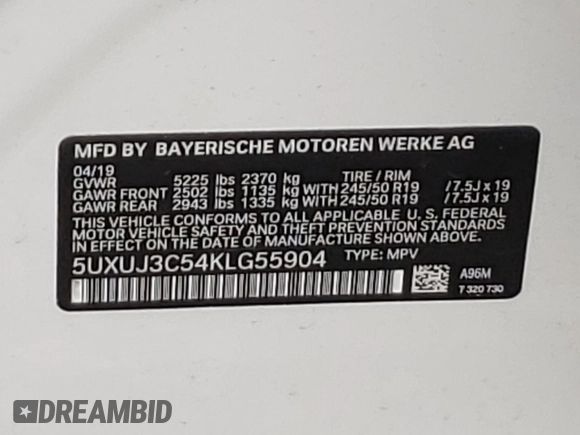 MFD BY BAYERISCHE MOTOREN WERKE AG
04/19 TIRE / RIM
GVWR 5225 lbs 2370 kg
GAWR FRONT 2502 lbs 1135 kg WITH 245/50 R19 /7.5J x 19
GAWR REAR 2943 lbs 1335 kg WITH 245/50 R19 /7.5J x 19
THIS VEHICLE CONFORMS TO ALL APPLICABLE U. S. FEDERAL
MOTOR VEHICLE SAFETY AND THEFT PREVENTION STANDARDS
IN EFFECT ON THE DATE OF MANUFACTURE SHOWN ABOVE.
5UXUJ3C54KLG55904 TYPE: MPV
A96M
7 320 730
DREAMBID